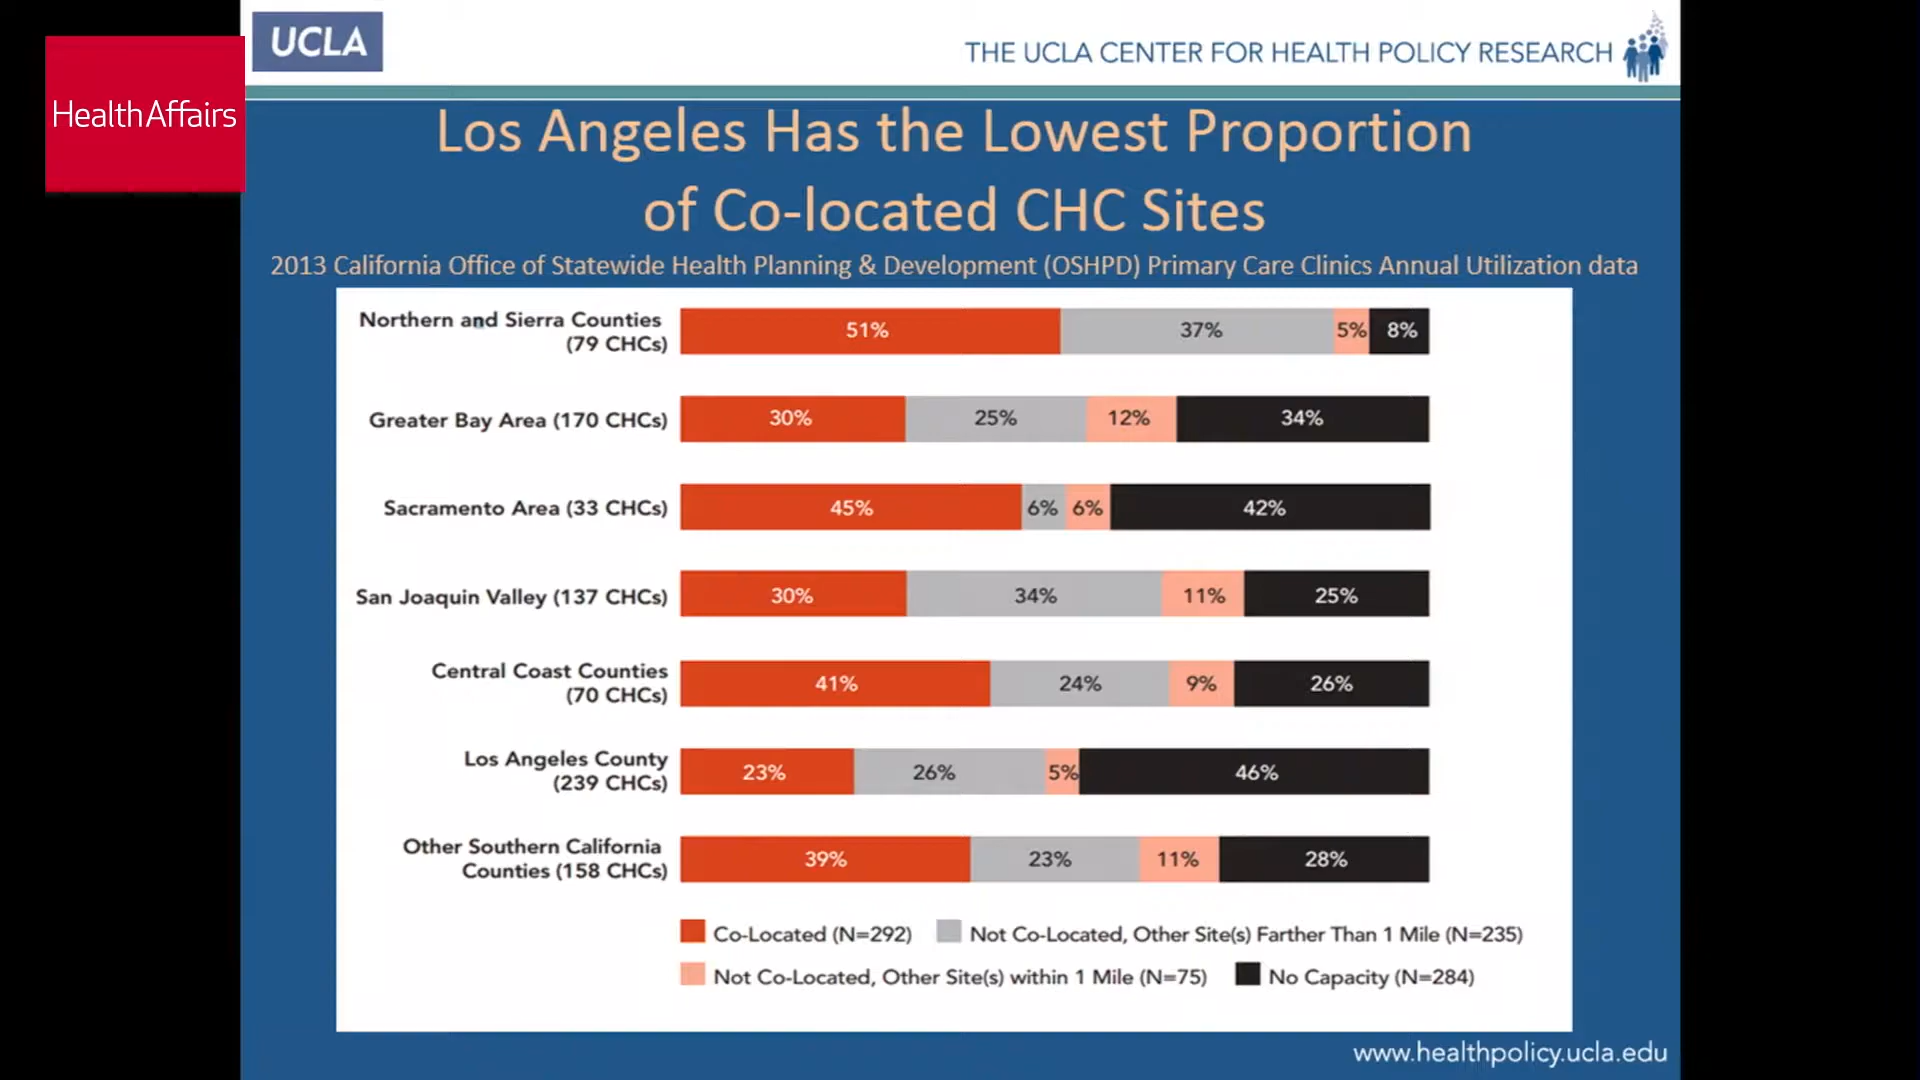 UCLA
THE UCLA CENTER FOR HEALTH POLICY RESEARCH
HealthAffairs
Los Angeles Has the Lowest Proportion
of Co-located CHC Sites
2013 California Office of Statewide Health Planning & Development (OSHPD) Primary Care Clinics Annual Utilization data
Northern and Sierra Counties
(79 CHCs)
51% 37% 5% 8%
Greater Bay Area (170 CHCs)
30% 25% 12% 34%
Sacramento Area (33 CHCs)
45% 6% 6% 42%
San Joaquin Valley (137 CHCs)
30% 34% 11% 25%
Central Coast Counties
(70 CHCs)
41% 24% 9% 26%
Los Angeles County
(239 CHCs)
23% 26% 5% 46%
Other Southern California
Counties (158 CHCs)
39% 23% 11% 28%
Co-Located (N=292) Not Co-Located, Other Site(s) Farther Than 1 Mile (N=235)
Not Co-Located, Other Site(s) within 1 Mile (N=75) No Capacity (N=284)
www.healthpolicy.ucla.edu